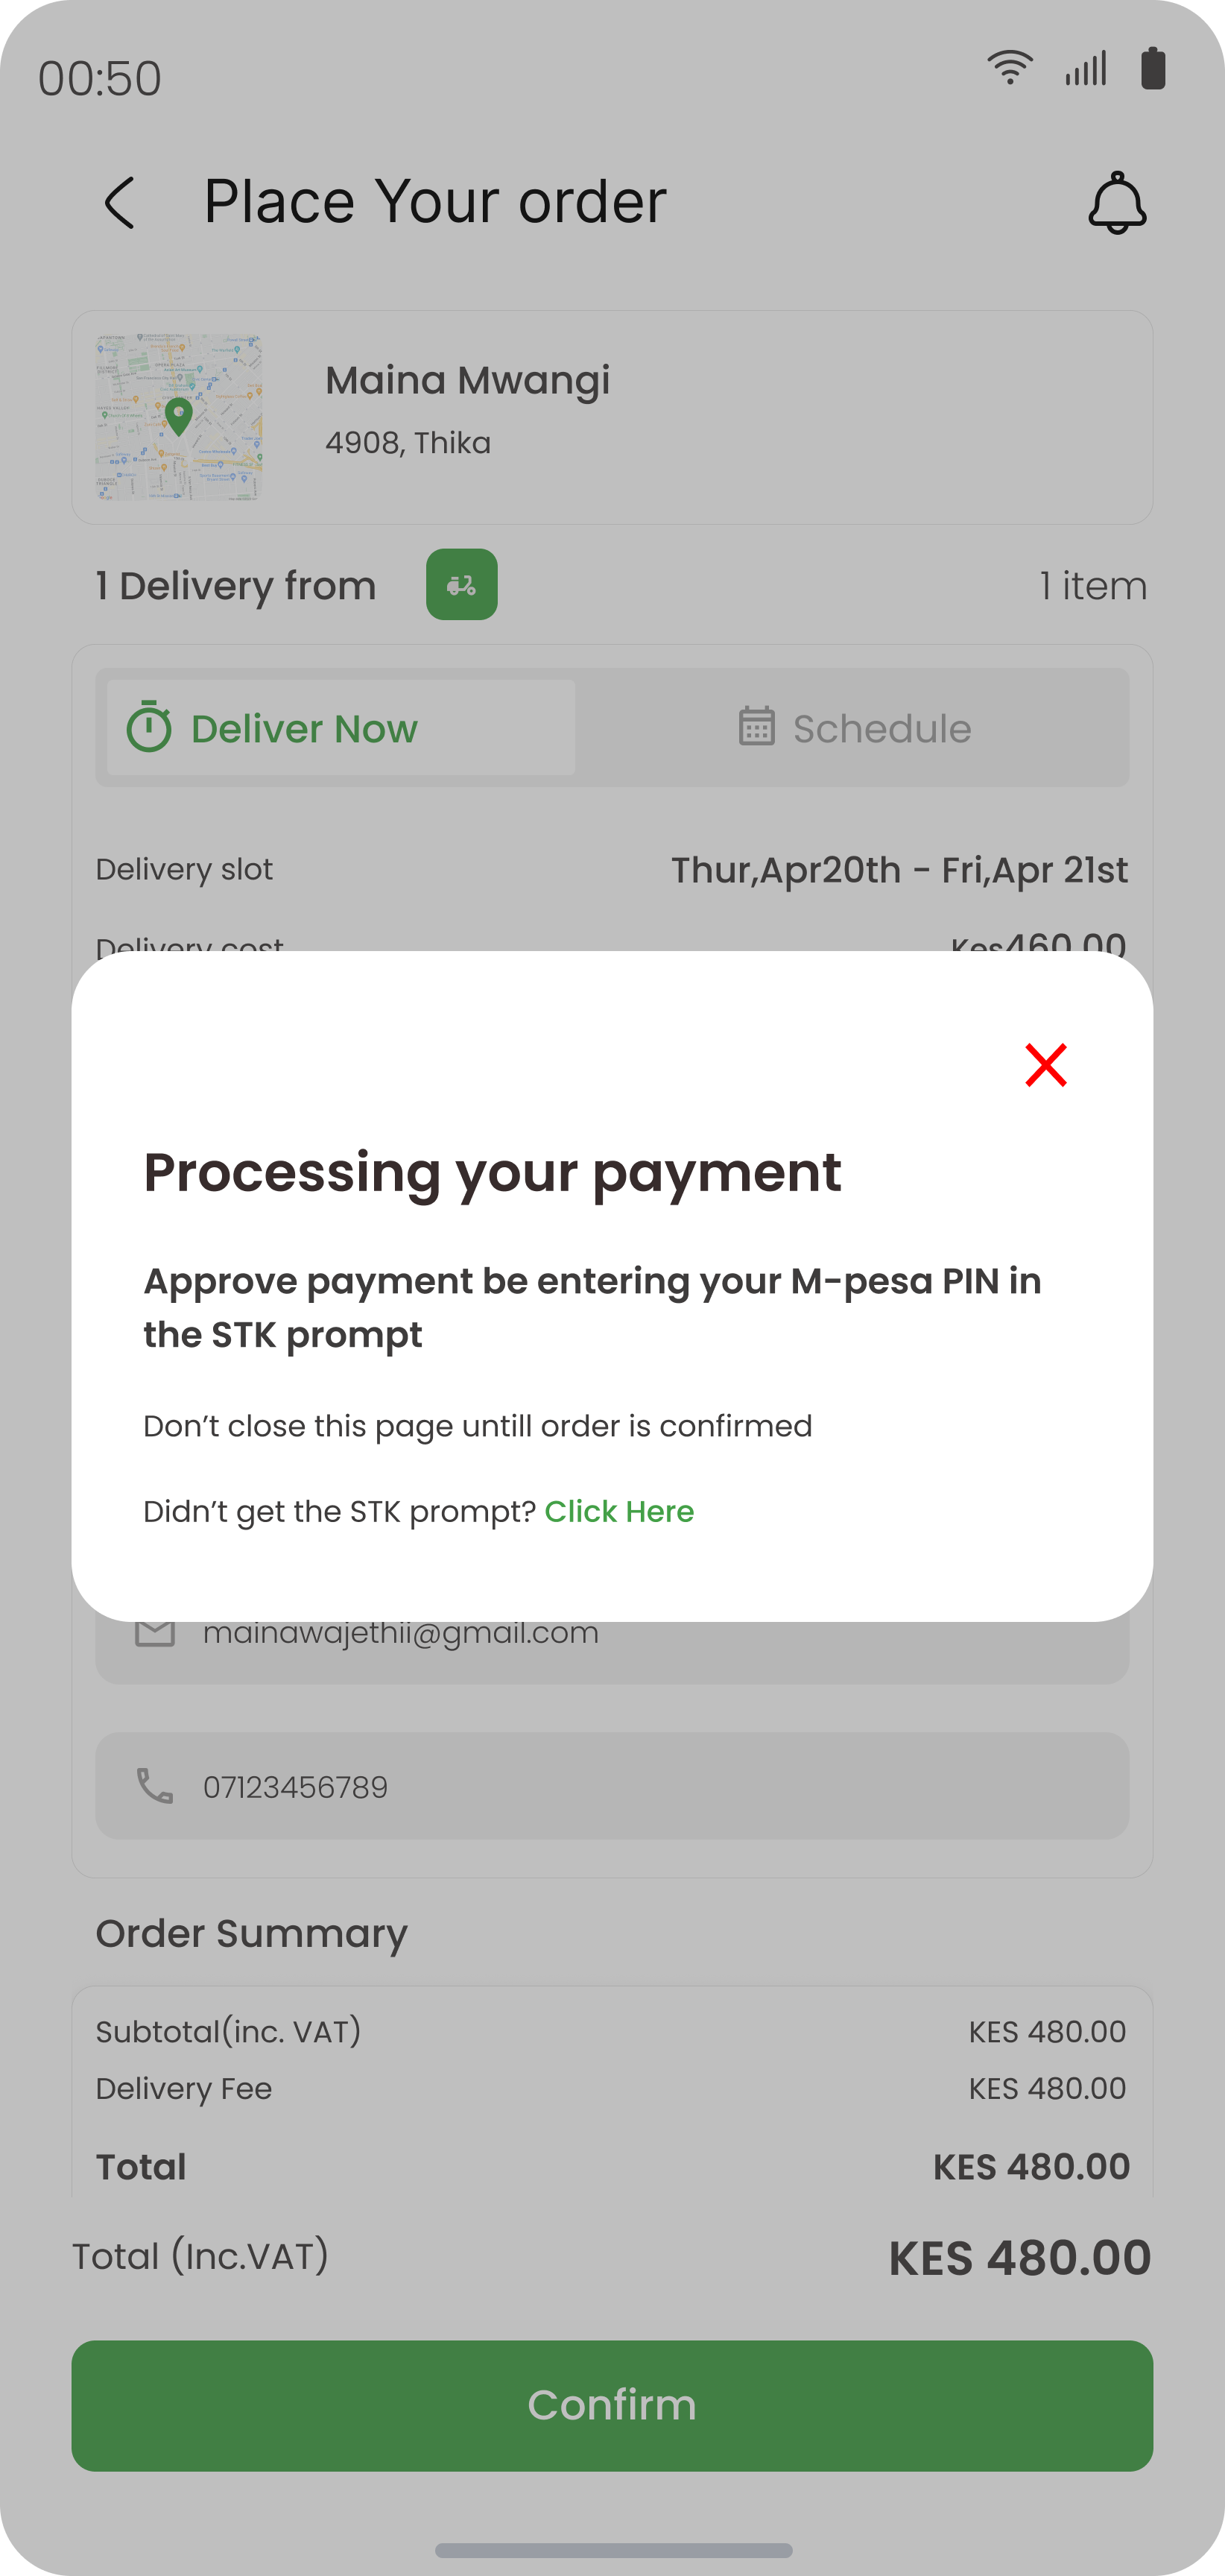 00:50
Place Your order
Maina Mwangi
4908, Thika
1 Delivery from
1 item
Deliver Now
Schedule
Delivery slot
Thur,Apr20th - Fri,Apr 21st
Delivery cost
Kes460.00
Processing your payment
Approve payment be entering your M-pesa PIN in
the STK prompt
Don’t close this page untill order is confirmed
Didn’t get the STK prompt? Click Here
mainawajethii@gmail.com
07123456789
Order Summary
Subtotal(inc. VAT)
KES 480.00
Delivery Fee
KES 480.00
Total
KES 480.00
Total (Inc.VAT)
KES 480.00
Confirm